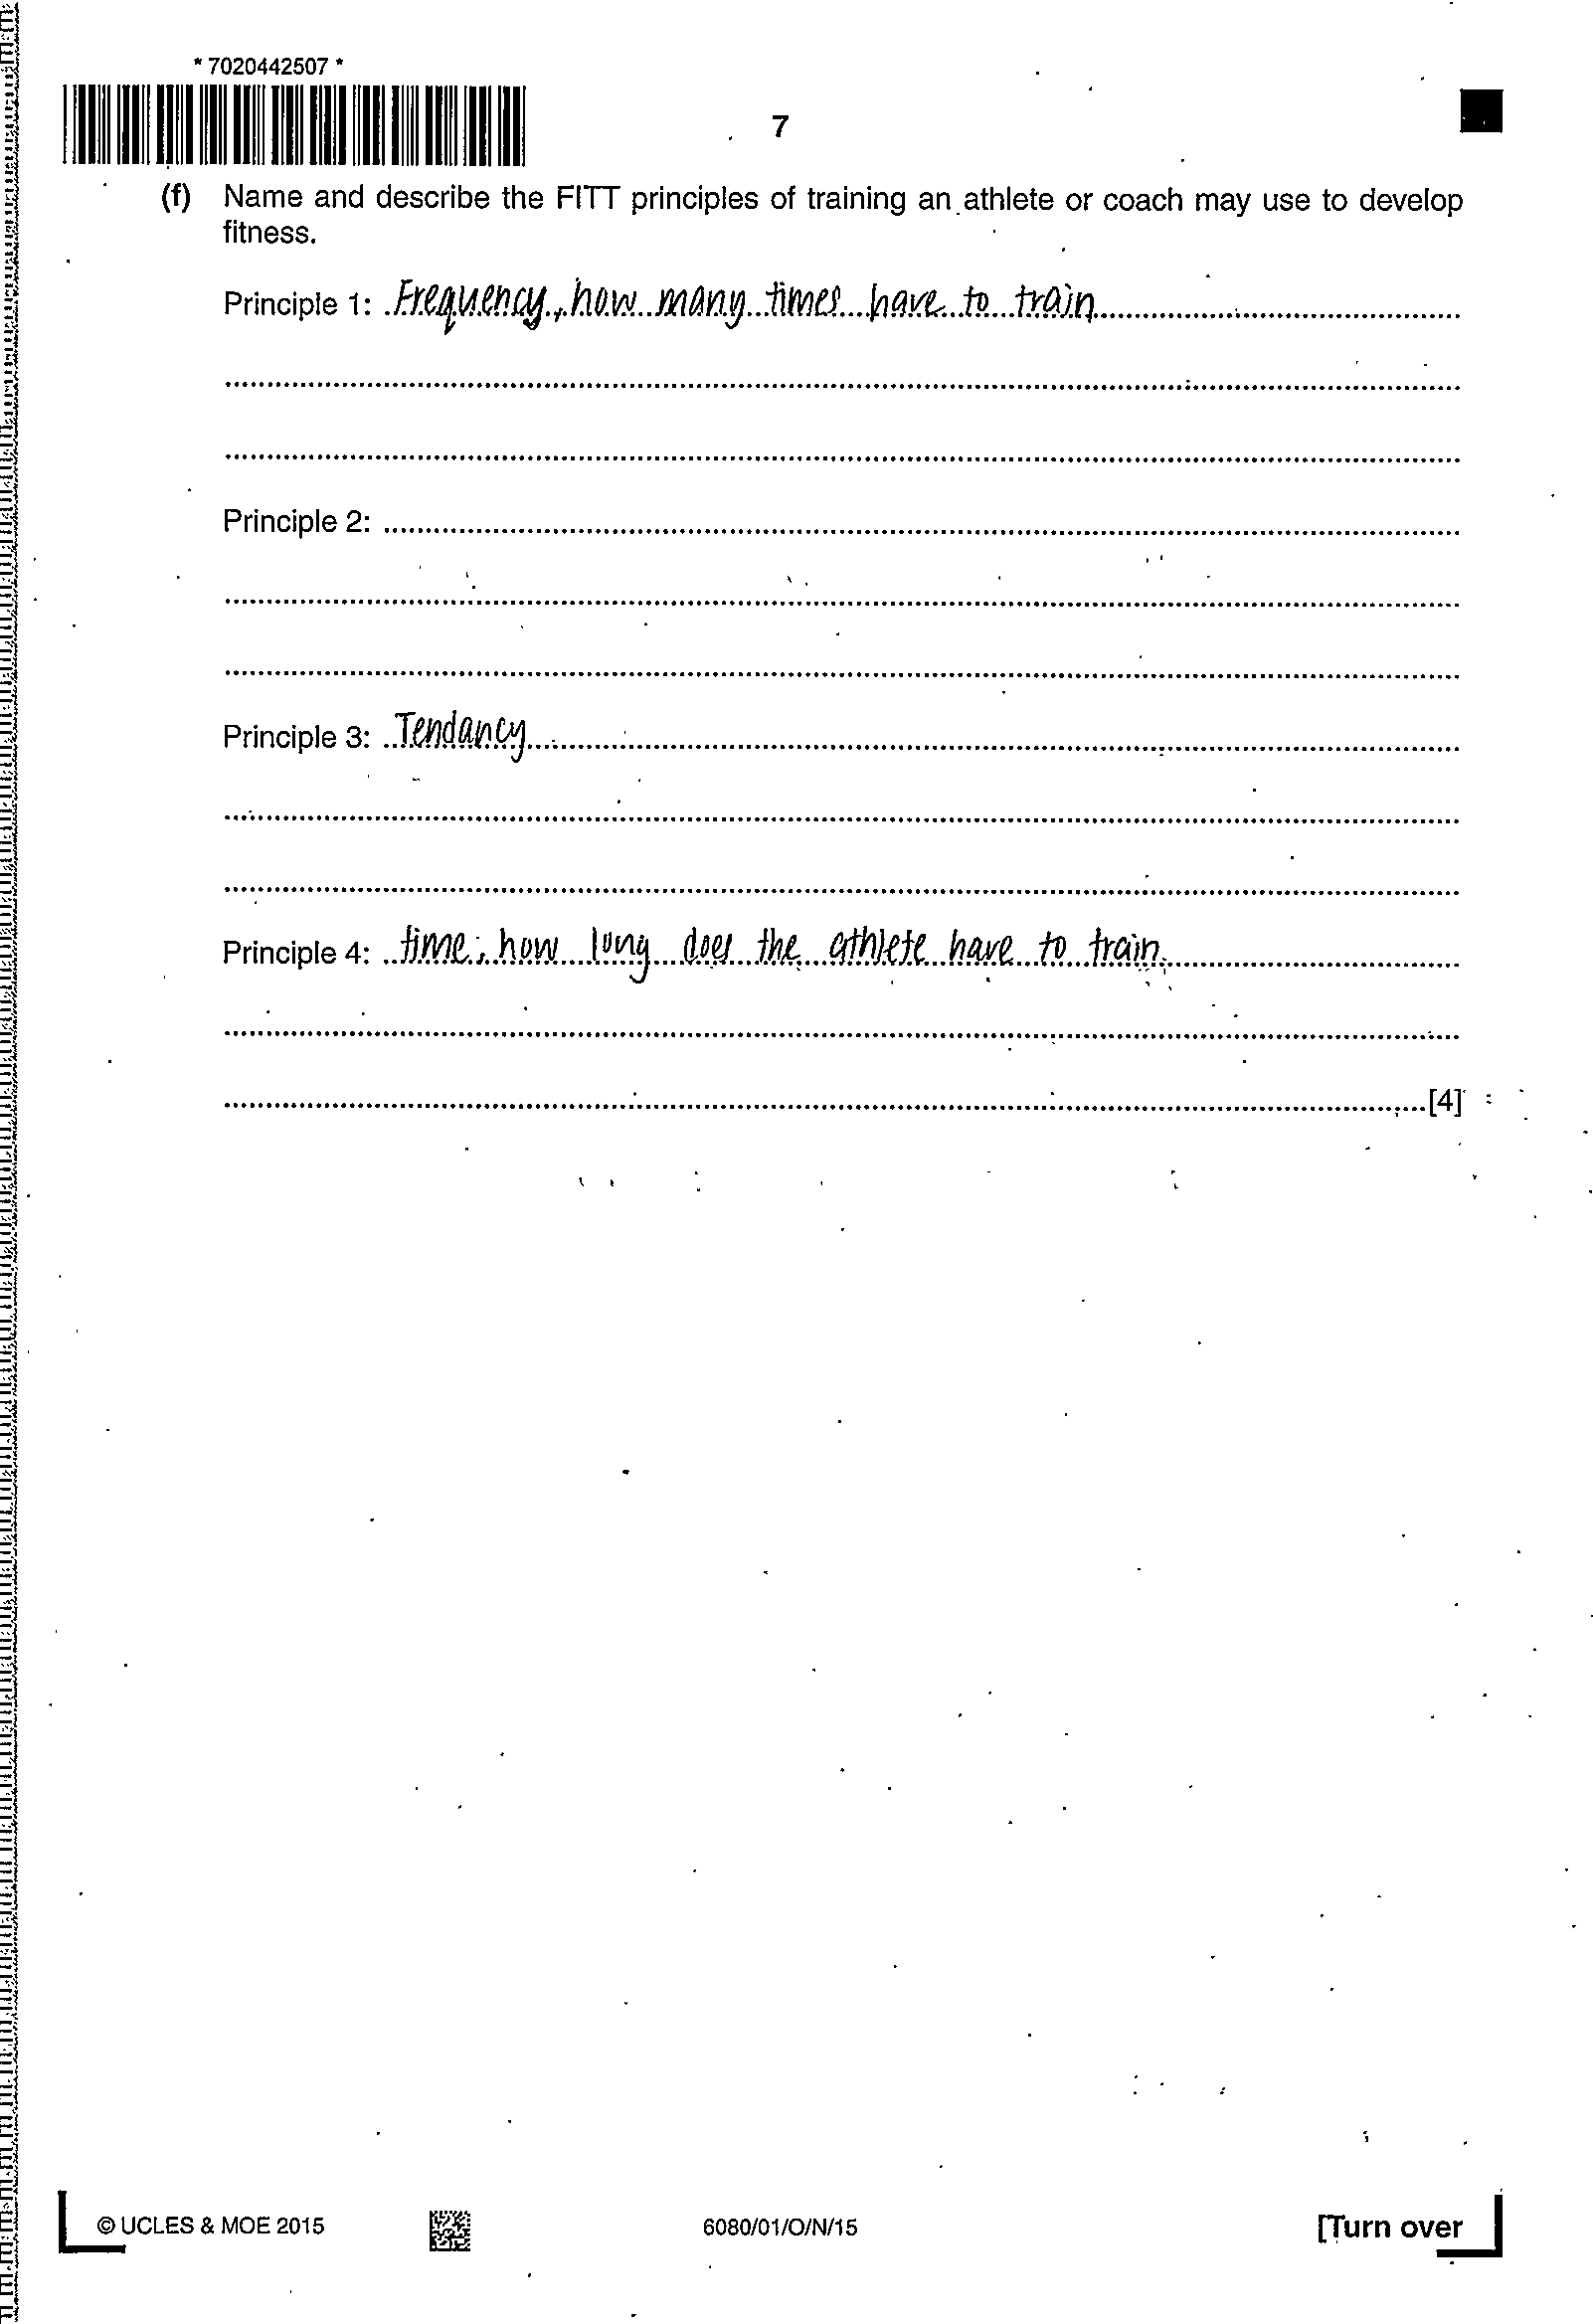 * 7020442507 *
7
(f) Name and describe the FITT principles of training an athlete or coach may use to develop
fitness.
Principle 1: Frequency, how many times have to train
Principle 2:
Principle 3: Tendancy
Principle 4: time, how long does the athlete have to train.
[4]
© UCLES & MOE 2015
6080/01/O/N/15
[Turn over